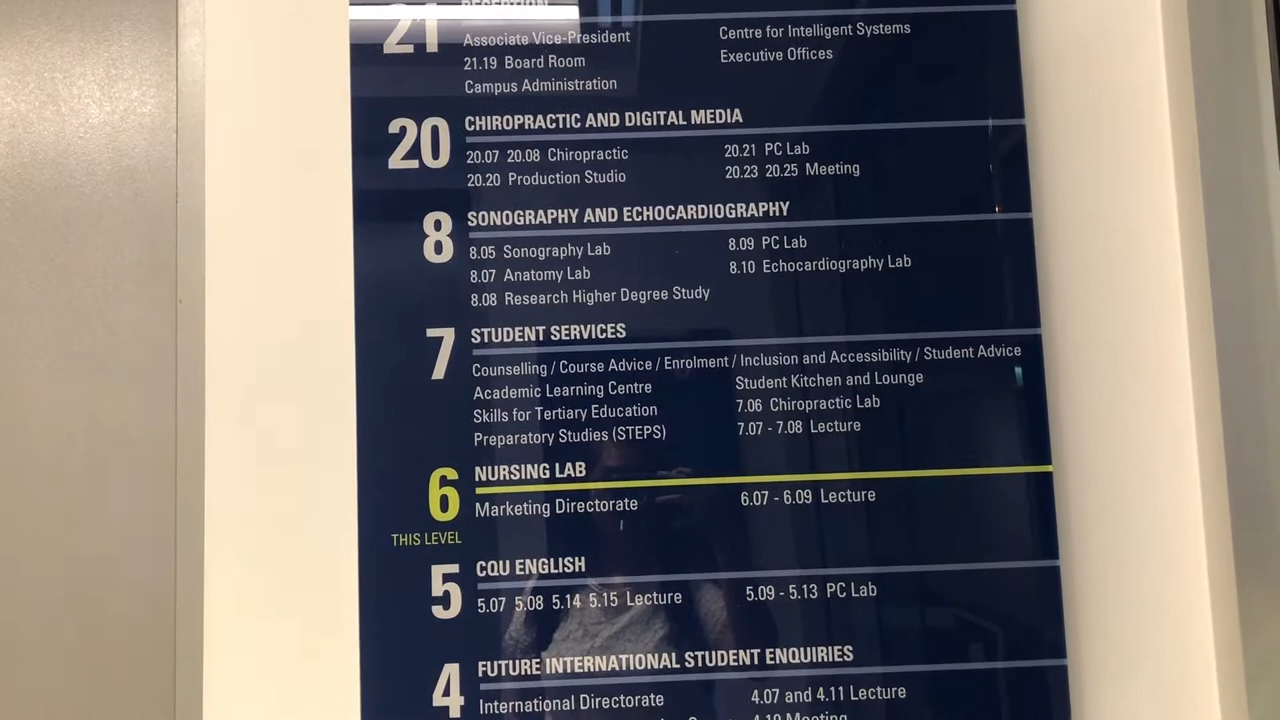 21 RECEPTION
Associate Vice-President
21.19 Board Room
Campus Administration
Centre for Intelligent Systems
Executive Offices
20 CHIROPRACTIC AND DIGITAL MEDIA
20.07 20.08 Chiropractic
20.20 Production Studio
20.21 PC Lab
20.23 20.25 Meeting
8 SONOGRAPHY AND ECHOCARDIOGRAPHY
8.05 Sonography Lab
8.07 Anatomy Lab
8.08 Research Higher Degree Study
8.09 PC Lab
8.10 Echocardiography Lab
7 STUDENT SERVICES
Counselling / Course Advice / Enrolment / Inclusion and Accessibility / Student Advice
Academic Learning Centre
Skills for Tertiary Education
Preparatory Studies (STEPS)
Student Kitchen and Lounge
7.06 Chiropractic Lab
7.07 - 7.08 Lecture
6 NURSING LAB
THIS LEVEL
Marketing Directorate
6.07 - 6.09 Lecture
5 CQU ENGLISH
5.07 5.08 5.14 5.15 Lecture
5.09 - 5.13 PC Lab
4 FUTURE INTERNATIONAL STUDENT ENQUIRIES
International Directorate
4.07 and 4.11 Lecture
4.10 Meeting